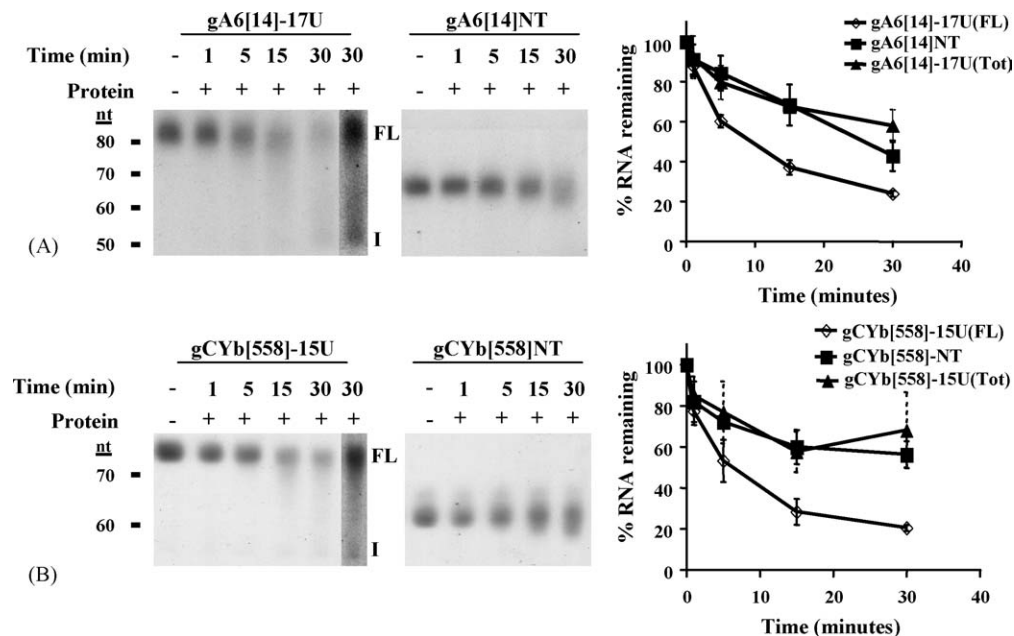 gA6[14]-17U
gA6[14]NT
Time (min)
1 5 15 30 30
1 5 15 30
Protein
- + + + + +
- + + + +
nt
80
70
60
50
FL
I
(A)
gA6[14]-17U(FL)
gA6[14]NT
gA6[14]-17U(Tot)
% RNA remaining
100
80
60
40
20
0
0 10 20 30 40
Time (minutes)
gCYb[558]-15U
gCYb[558]NT
Time (min)
- 1 5 15 30 30
- 1 5 15 30
Protein
+ + + + +
+ + + +
nt
70
60
FL
I
(B)
gCYb[558]-15U(FL)
gCYb[558]-NT
gCYb[558]-15U(Tot)
% RNA remaining
100
80
60
40
20
0
0 10 20 30 40
Time (minutes)